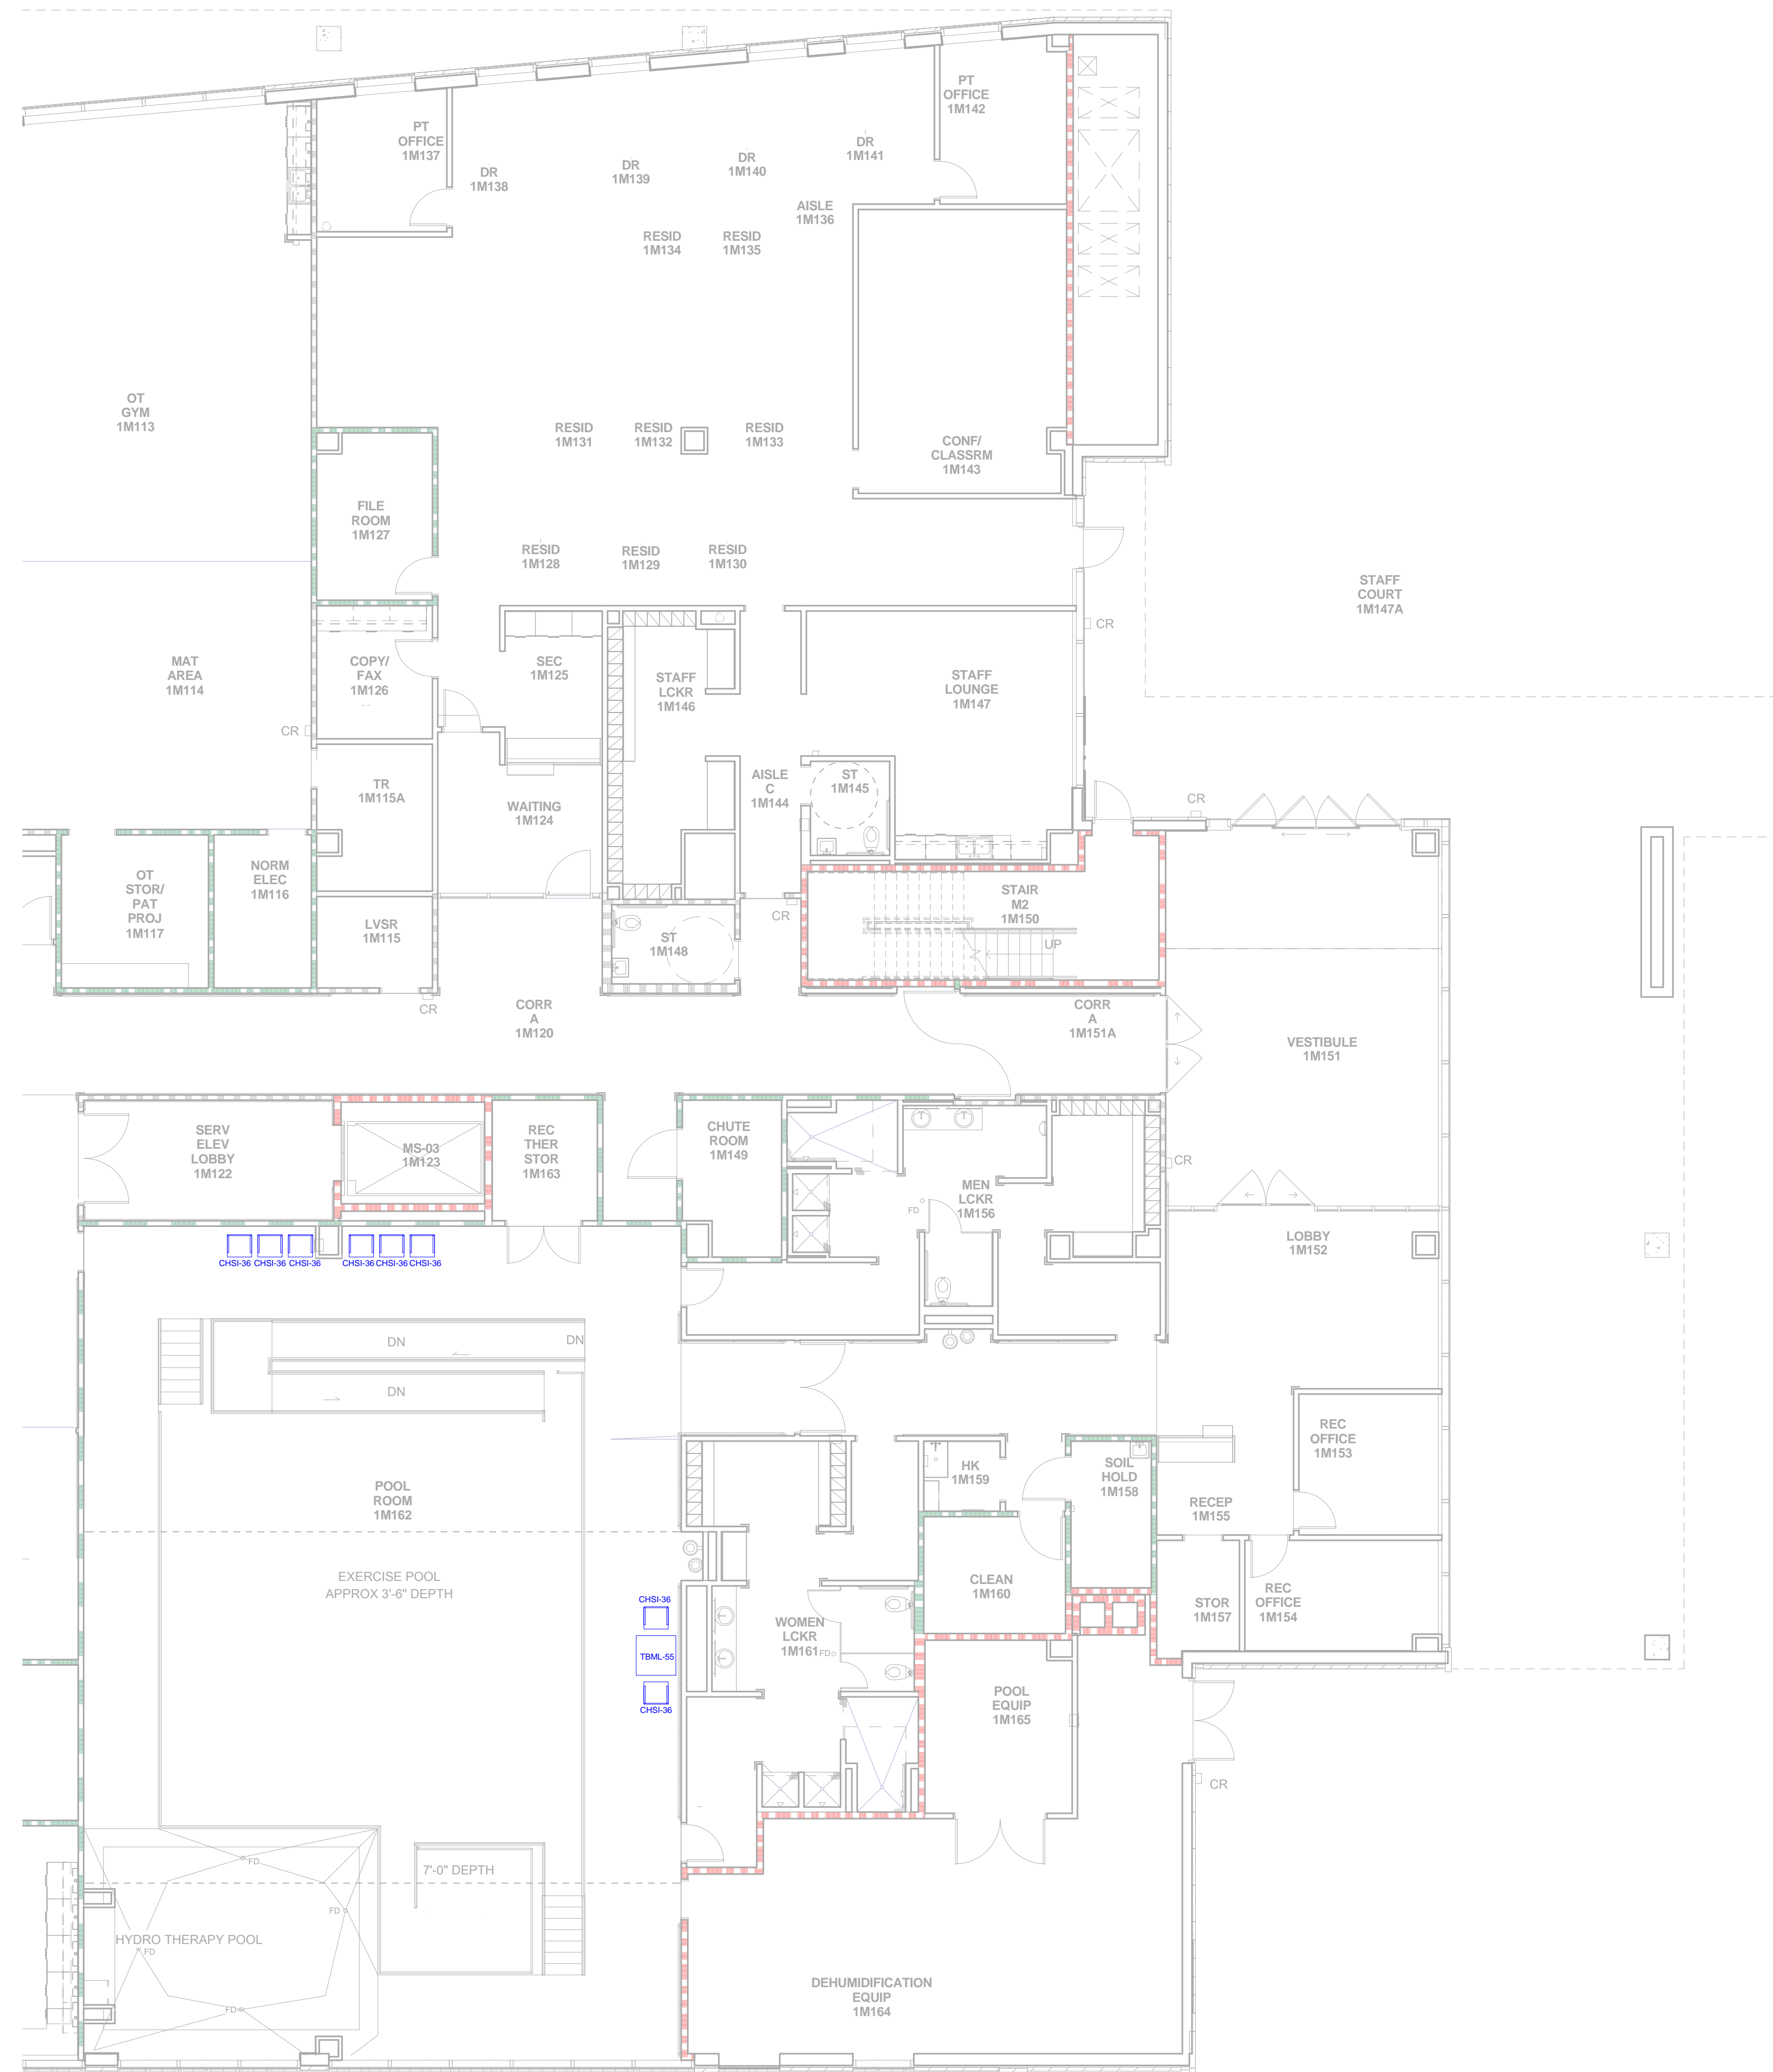 PT
OFFICE
1M142
PT
OFFICE
1M137
DR
1M138
DR
1M139
DR
1M140
DR
1M141
AISLE
1M136
RESID
1M134
RESID
1M135
OT
GYM
1M113
RESID
1M131
RESID
1M132
RESID
1M133
CONF/
CLASSRM
1M143
FILE
ROOM
1M127
RESID
1M128
RESID
1M129
RESID
1M130
STAFF
COURT
1M147A
CR
MAT
AREA
1M114
COPY/
FAX
1M126
SEC
1M125
STAFF
LCKR
1M146
STAFF
LOUNGE
1M147
CR
TR
1M115A
WAITING
1M124
AISLE
C
1M144
ST
1M145
CR
OT
STOR/
PAT
PROJ
1M117
NORM
ELEC
1M116
LVSR
1M115
ST
1M148
CR
STAIR
M2
1M150
UP
CR
CORR
A
1M120
CORR
A
1M151A
VESTIBULE
1M151
SERV
ELEV
LOBBY
1M122
MS-03
1M123
REC
THER
STOR
1M163
CHUTE
ROOM
1M149
MEN
LCKR
1M156
FD
CR
LOBBY
1M152
CHSI-36
CHSI-36
CHSI-36
CHSI-36
CHSI-36
CHSI-36
DN
DN
DN
REC
OFFICE
1M153
HK
1M159
SOIL
HOLD
1M158
RECEP
1M155
POOL
ROOM
1M162
EXERCISE POOL
APPROX 3'-6" DEPTH
CHSI-36
TBML-55
CHSI-36
CLEAN
1M160
WOMEN
LCKR
1M161
FD
STOR
1M157
REC
OFFICE
1M154
POOL
EQUIP
1M165
CR
7'-0" DEPTH
FD
FD
HYDRO THERAPY POOL
FD
FD
DEHUMIDIFICATION
EQUIP
1M164